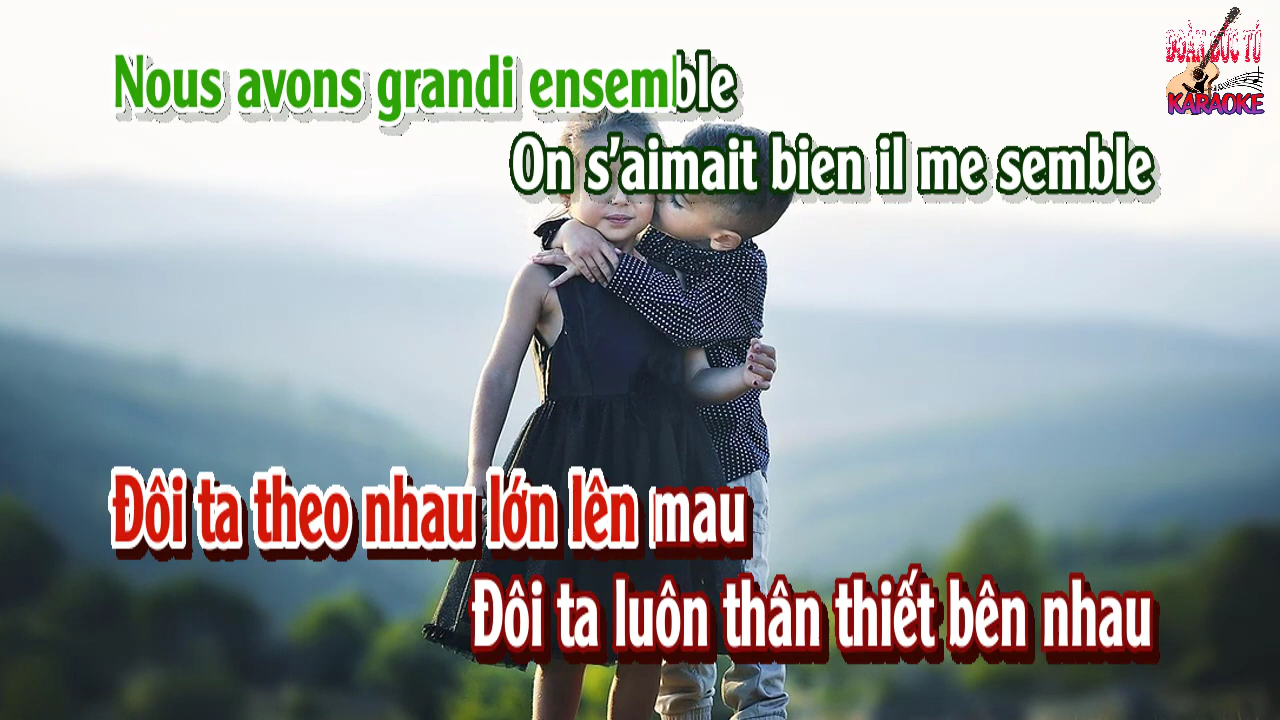 ĐOÀN ĐỨC TÚ
KARAOKE
Nous avons grandi ensemble
On s'aimait bien il me semble
Đôi ta theo nhau lớn lên mau
Đôi ta luôn thân thiết bên nhau